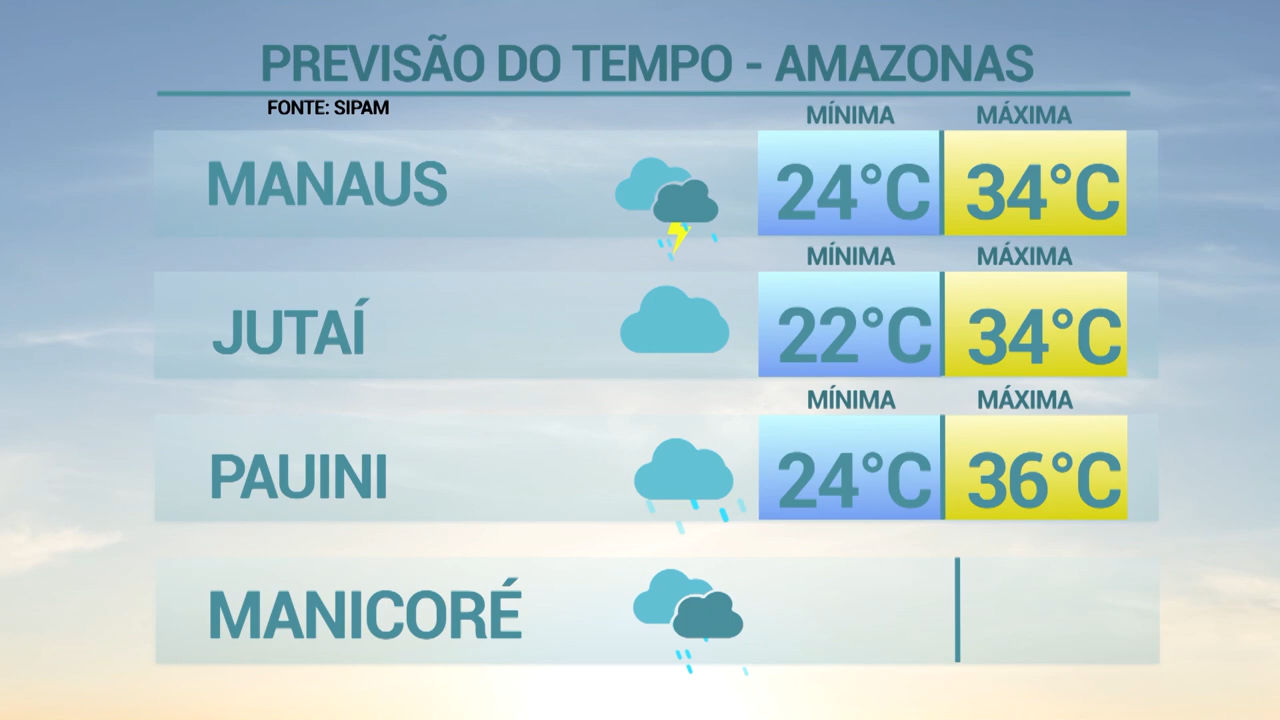 PREVISÃO DO TEMPO - AMAZONAS
FONTE: SIPAM
MÍNIMA MÁXIMA
MANAUS 24°C 34°C
MÍNIMA MÁXIMA
JUTAÍ 22°C 34°C
MÍNIMA MÁXIMA
PAUINI 24°C 36°C
MANICORÉ